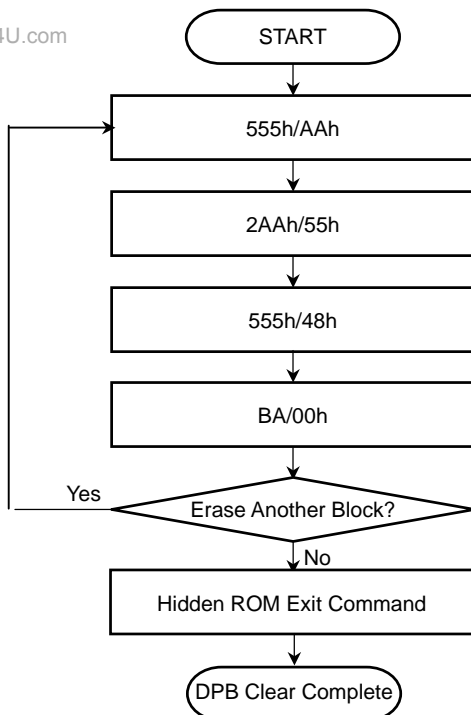 4U.com
START
555h/AAh
2AAh/55h
555h/48h
BA/00h
Yes
Erase Another Block?
No
Hidden ROM Exit Command
DPB Clear Complete